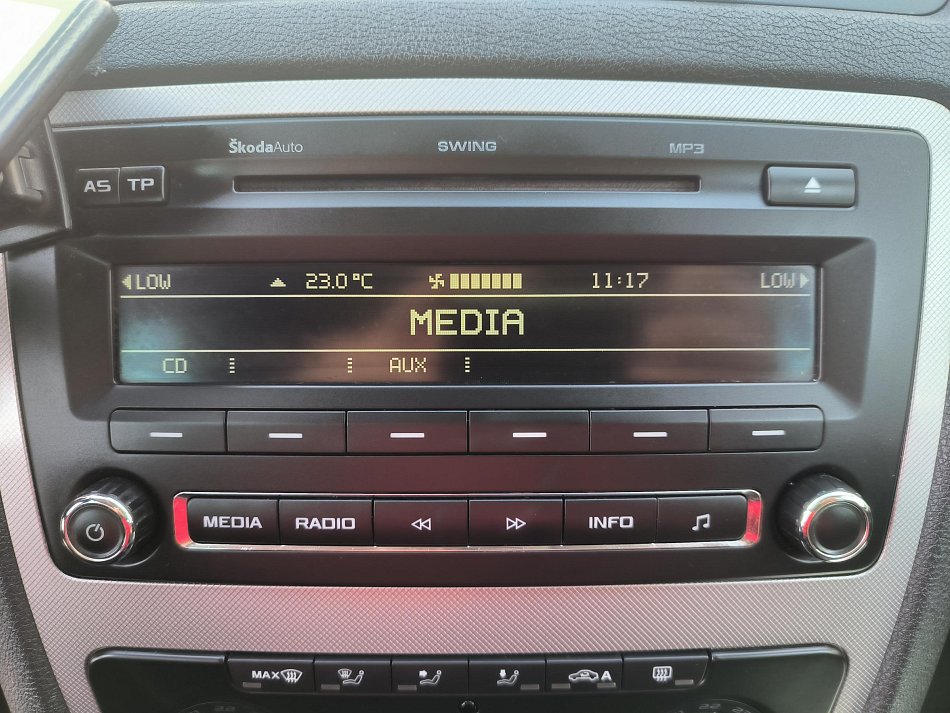 ŠkodaAuto SWING MP3
AS TP
LOW 23.0°C 11:17 LOW
MEDIA
CD AUX
MEDIA RADIO INFO
MAX A